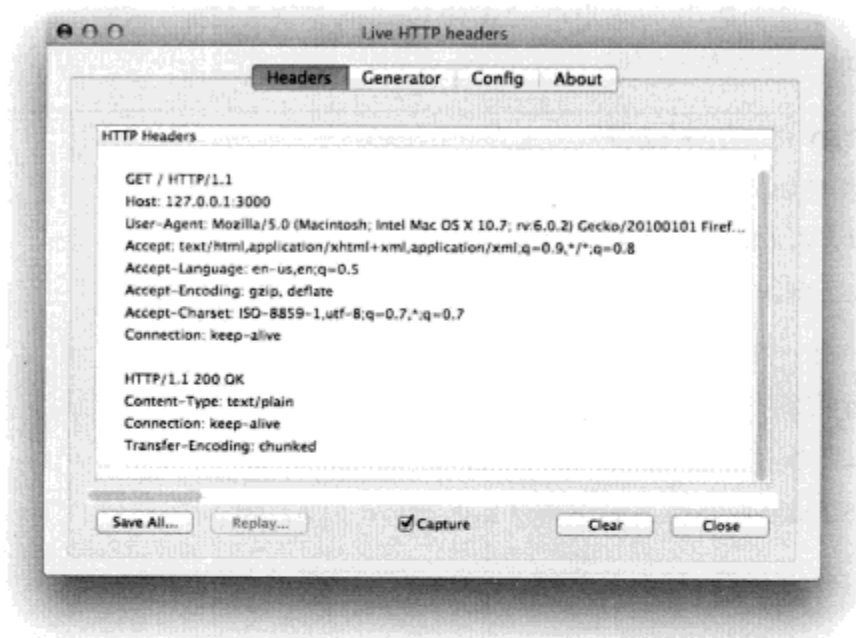 Live HTTP headers
Headers Generator Config About
HTTP Headers
GET / HTTP/1.1
Host: 127.0.0.1:3000
User-Agent: Mozilla/5.0 (Macintosh; Intel Mac OS X 10.7; rv:6.0.2) Gecko/20100101 Firef...
Accept: text/html,application/xhtml+xml,application/xml;q=0.9,*/*;q=0.8
Accept-Language: en-us,en;q=0.5
Accept-Encoding: gzip, deflate
Accept-Charset: ISO-8859-1,utf-8;q=0.7,*;q=0.7
Connection: keep-alive
HTTP/1.1 200 OK
Content-Type: text/plain
Connection: keep-alive
Transfer-Encoding: chunked
Save All... Replay... Capture Clear Close